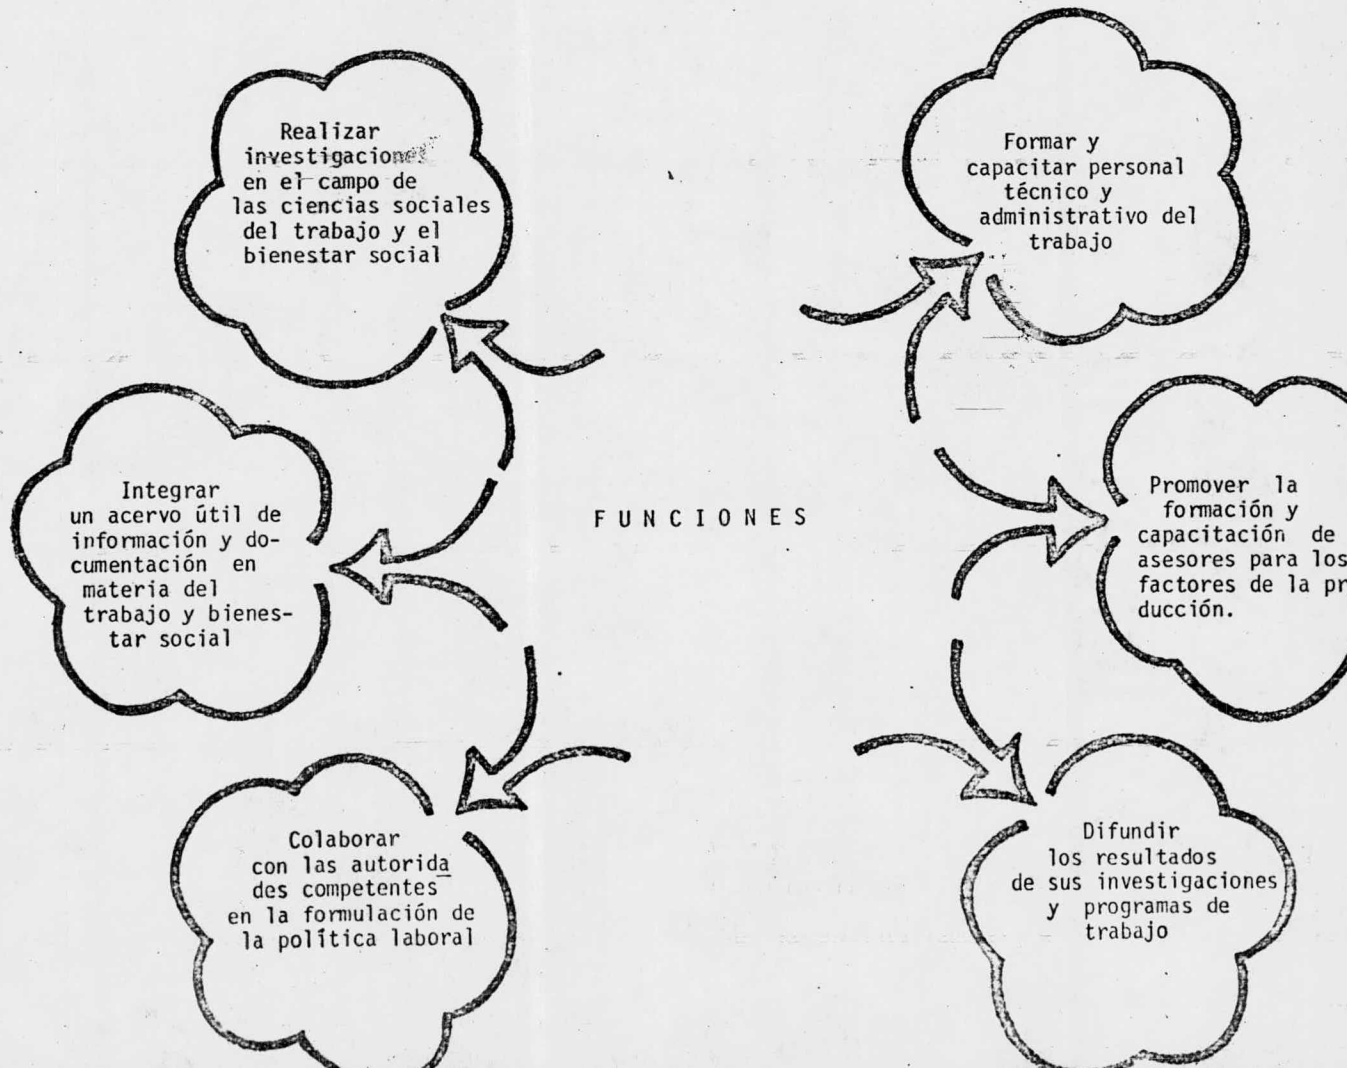 Realizar
investigaciones
en el campo de
las ciencias sociales
del trabajo y el
bienestar social
Formar y
capacitar personal
técnico y
administrativo del
trabajo
Integrar
un acervo útil de
información y do-
cumentación en
materia del
trabajo y bienes-
tar social
FUNCIONES
Promover la
formación y
capacitación de
asesores para los
factores de la pr
ducción.
Colaborar
con las autorida
des competentes
en la formulación de
la política laboral
Difundir
los resultados
de sus investigaciones
y programas de
trabajo